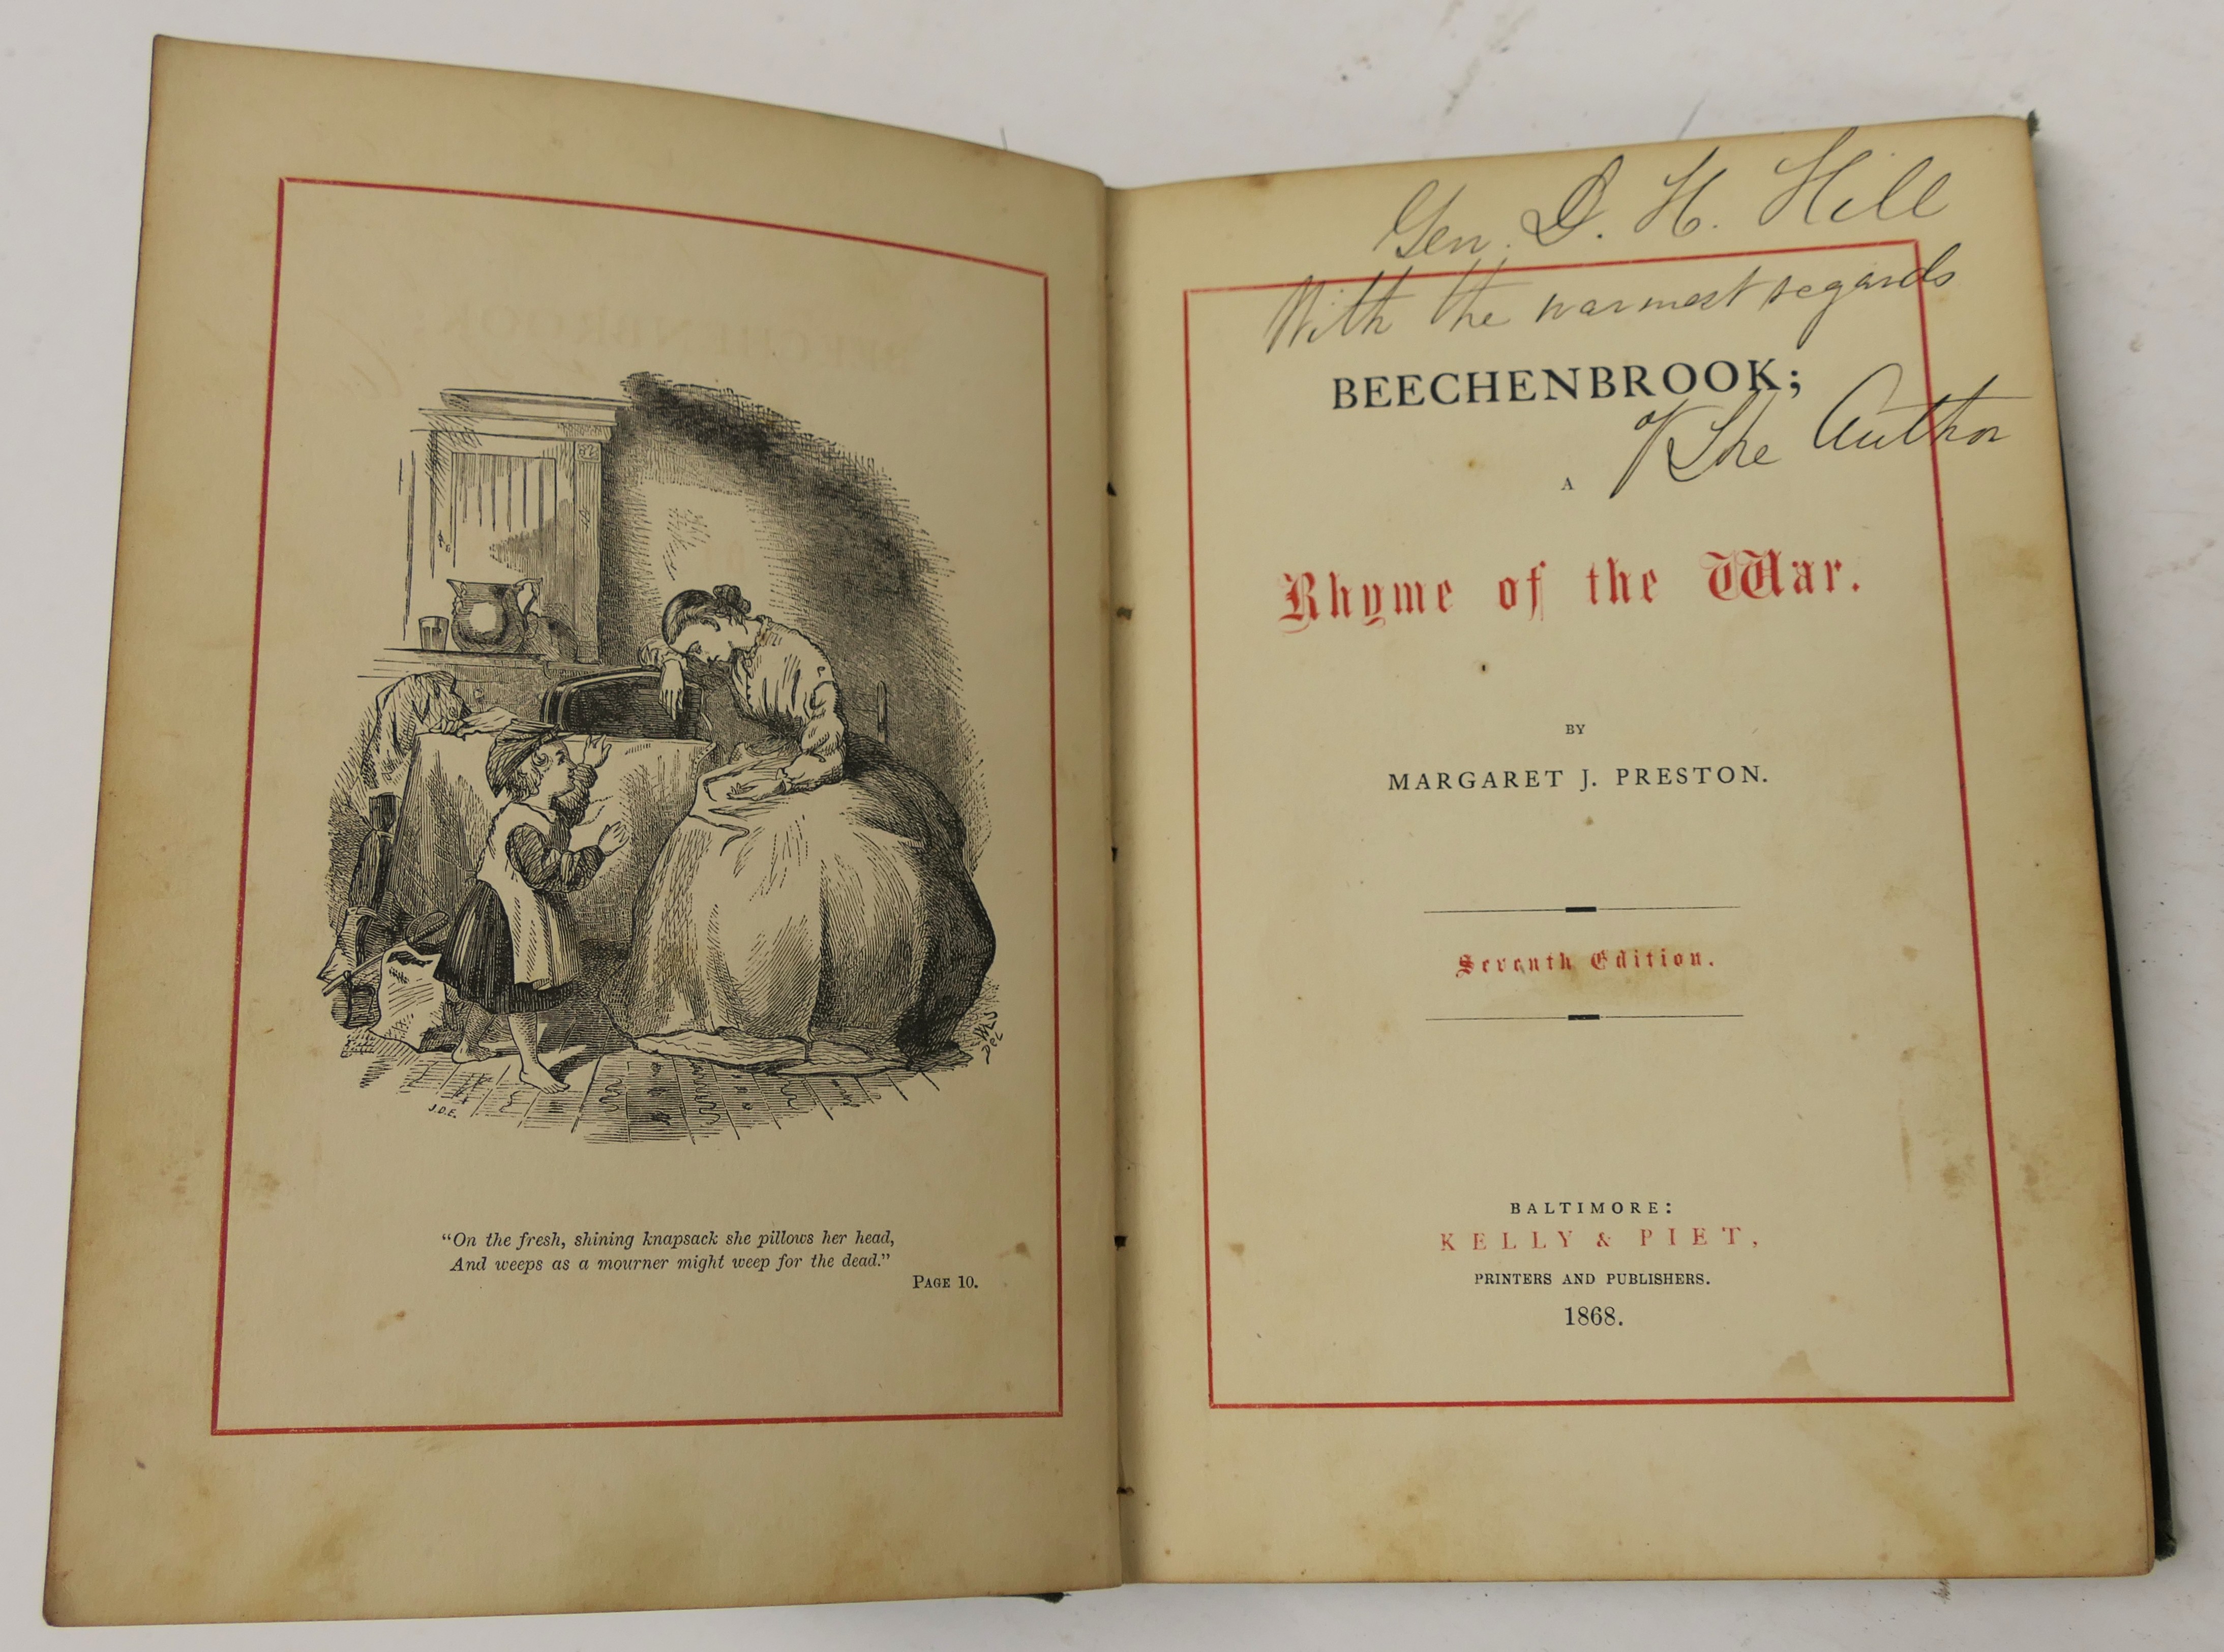 J.D.E.
"On the fresh, shining knapsack she pillows her head,
And weeps as a mourner might weep for the dead."
PAGE 10.
Gen. D. H. Hill
With the warmest regards
BEECHENBROOK;
of The Author
A
Rhyme of the War.
BY
MARGARET J. PRESTON.
Seventh Edition.
BALTIMORE:
KELLY & PIET,
PRINTERS AND PUBLISHERS.
1868.